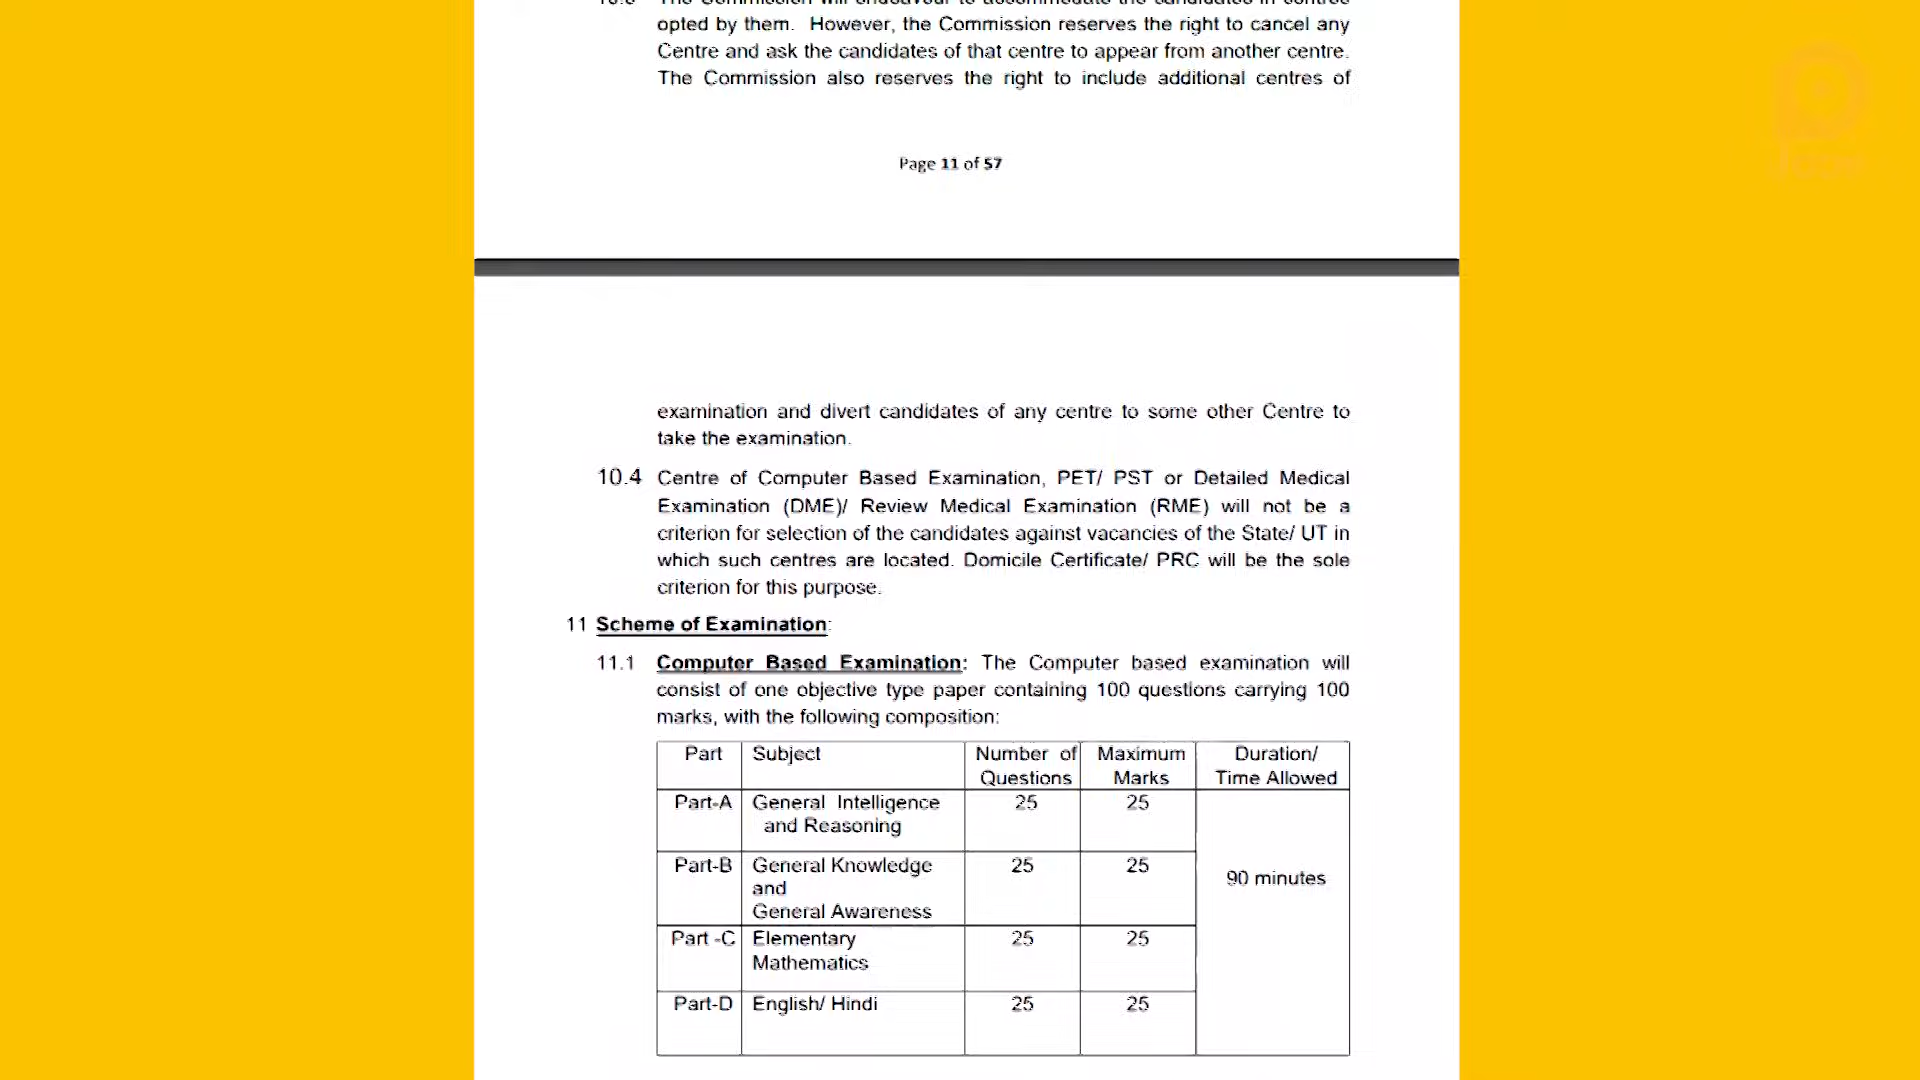 opted by them. However, the Commission reserves the right to cancel any
Centre and ask the candidates of that centre to appear from another centre.
The Commission also reserves the right to include additional centres of
Page 11 of 57
examination and divert candidates of any centre to some other Centre to
take the examination.
10.4 Centre of Computer Based Examination, PET/ PST or Detailed Medical
Examination (DME)/ Review Medical Examination (RME) will not be a
criterion for selection of the candidates against vacancies of the State/ UT in
which such centres are located. Domicile Certificate/ PRC will be the sole
criterion for this purpose.
11 Scheme of Examination:
11.1 Computer Based Examination: The Computer based examination will
consist of one objective type paper containing 100 questions carrying 100
marks, with the following composition:
Part Subject Number of Questions Maximum Marks Duration/ Time Allowed
Part-A General Intelligence and Reasoning 25 25
Part-B General Knowledge and General Awareness 25 25 90 minutes
Part -C Elementary Mathematics 25 25
Part-D English/ Hindi 25 25